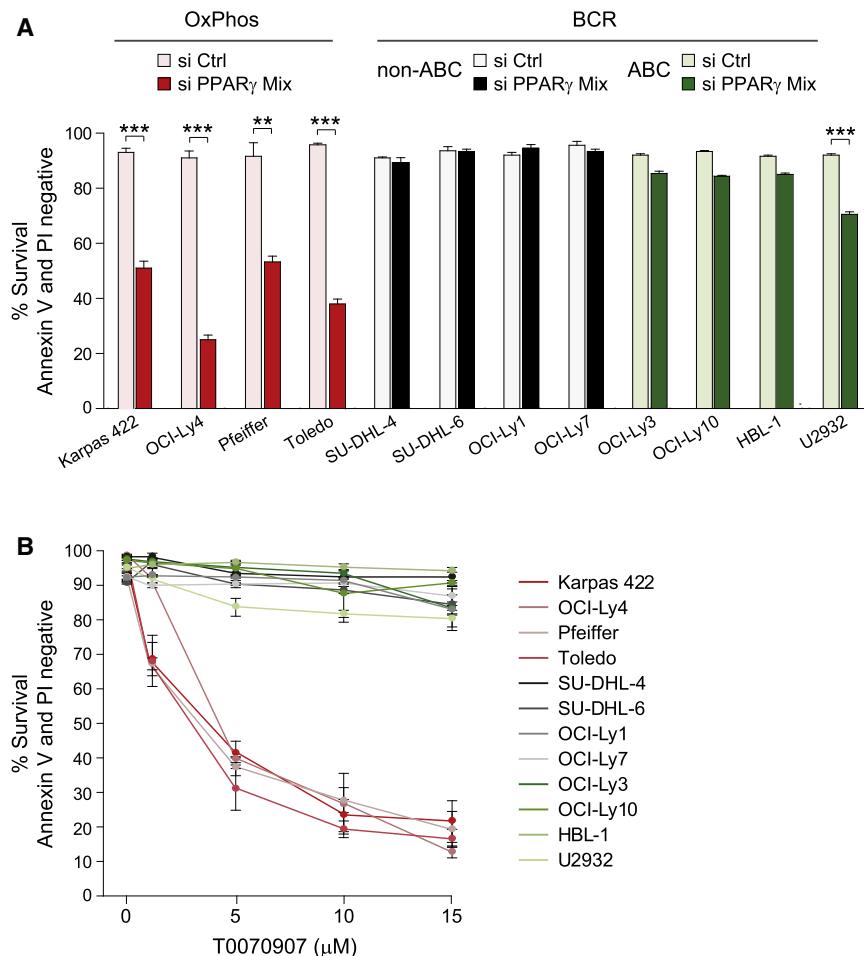 A
OxPhos
BCR
si Ctrl
si PPARγ Mix
non-ABC
si Ctrl
si PPARγ Mix
ABC
si Ctrl
si PPARγ Mix
% Survival
Annexin V and PI negative
100
80
60
40
20
0
***
***
**
***
***
Karpas 422
OCI-Ly4
Pfeiffer
Toledo
SU-DHL-4
SU-DHL-6
OCI-Ly1
OCI-Ly7
OCI-Ly3
OCI-Ly10
HBL-1
U2932
B
% Survival
Annexin V and PI negative
100
90
80
70
60
50
40
30
20
10
0
0
5
10
15
T0070907 (μM)
Karpas 422
OCI-Ly4
Pfeiffer
Toledo
SU-DHL-4
SU-DHL-6
OCI-Ly1
OCI-Ly7
OCI-Ly3
OCI-Ly10
HBL-1
U2932